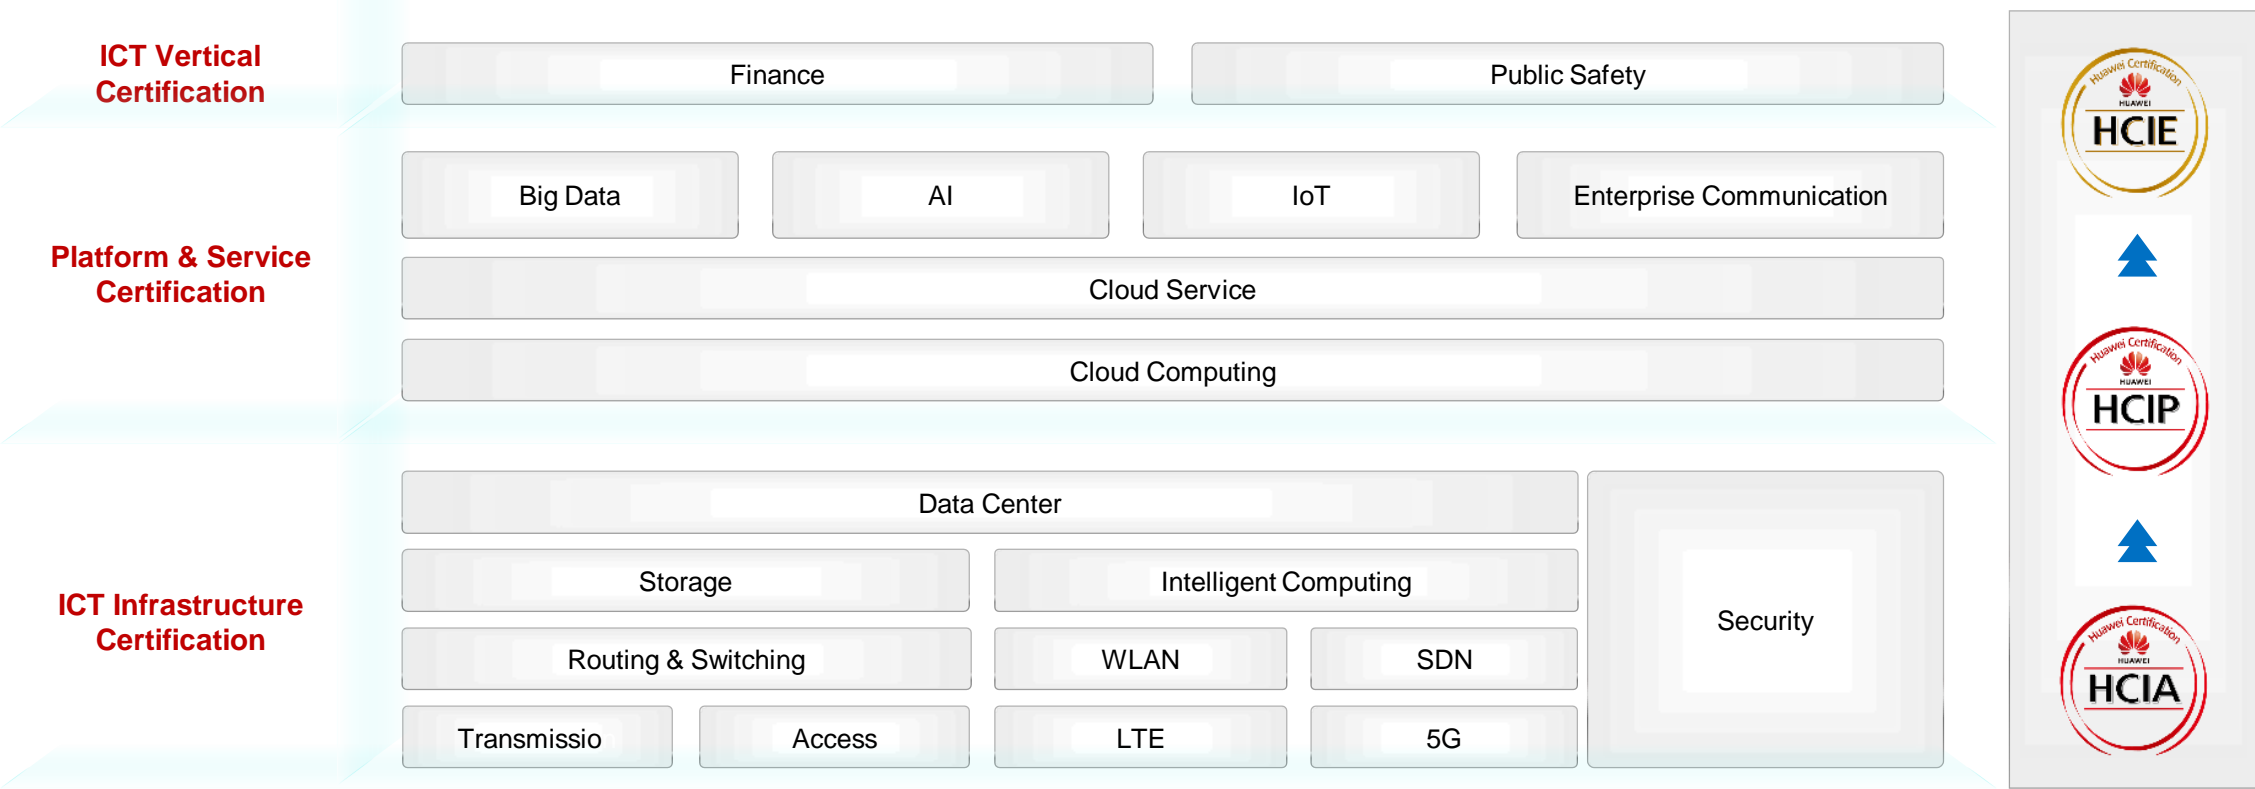 ICT Vertical
Certification
Finance
Public Safety
Platform & Service
Certification
Big Data
AI
IoT
Enterprise Communication
Cloud Service
Cloud Computing
ICT Infrastructure
Certification
Data Center
Storage
Intelligent Computing
Routing & Switching
WLAN
SDN
Transmissio
Access
LTE
5G
Security
Huawei Certification
HUAWEI
HCIE
Huawei Certification
HUAWEI
HCIP
Huawei Certification
HUAWEI
HCIA